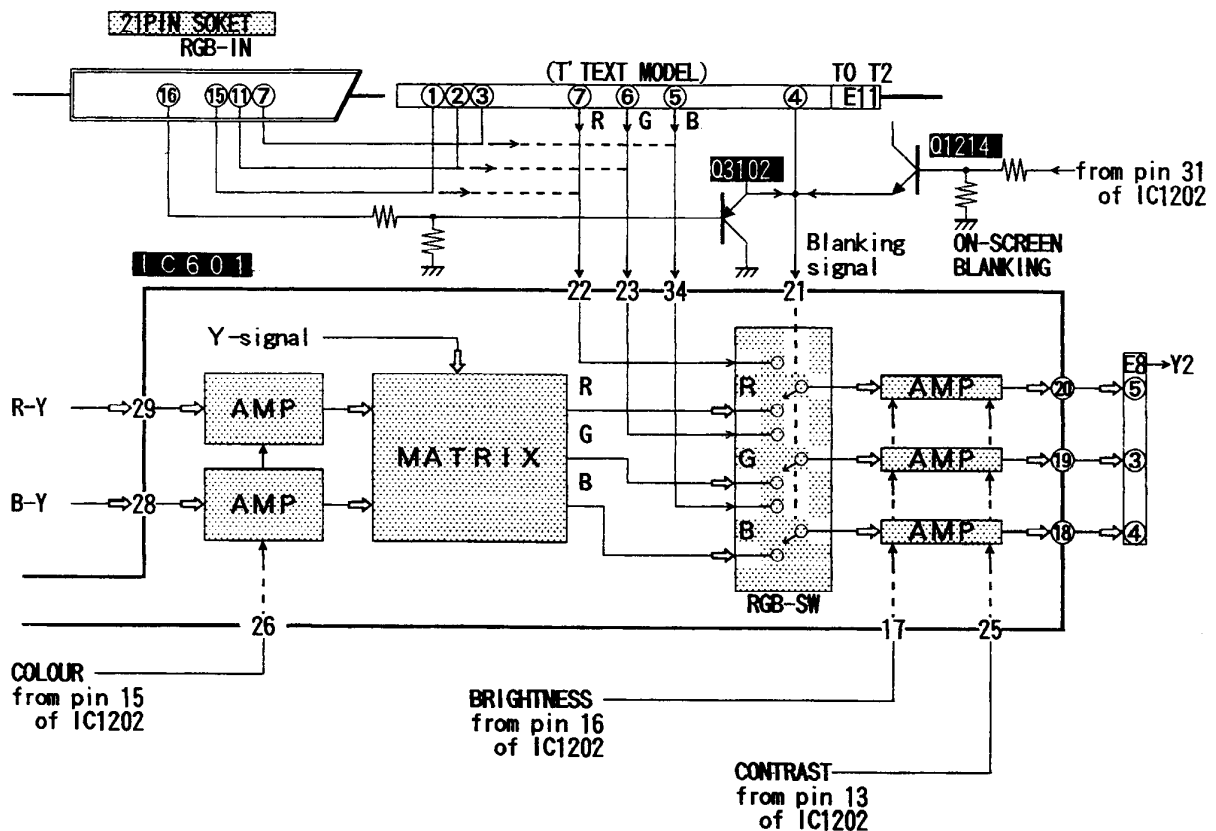 21PIN SOKET
RGB-IN
(T' TEXT MODEL)
TO T2
16 15 11 7
1 2 3 7 6 5 4 E11
R G B
Q3102
Q1214
from pin 31
of IC1202
Blanking
signal
ON-SCREEN
BLANKING
IC601
22 23 34 21
Y-signal
E8 Y2
R-Y 29 AMP
MATRIX
R
G
B
R AMP 20 5
G AMP 19 3
B-Y 28 AMP
B AMP 18 4
RGB-SW
26 17 25
COLOUR
from pin 15
of IC1202
BRIGHTNESS
from pin 16
of IC1202
CONTRAST
from pin 13
of IC1202